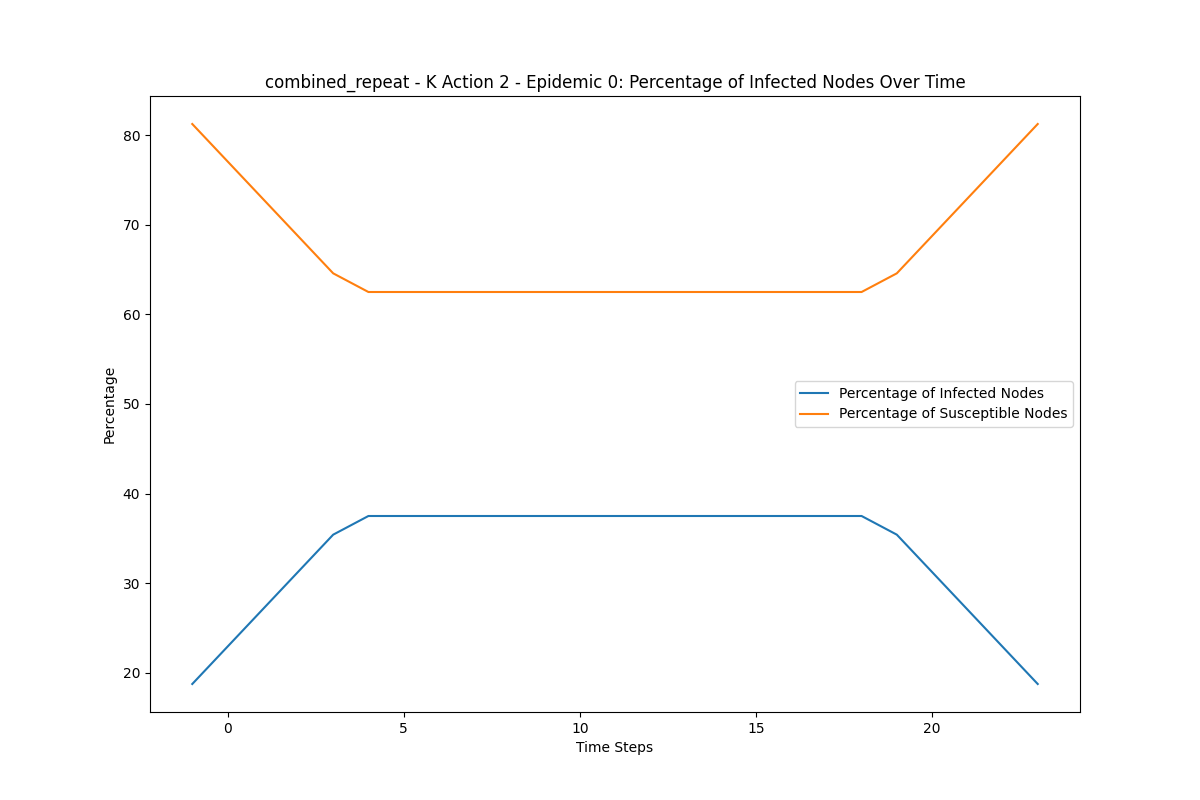 combined_repeat - K Action 2 - Epidemic 0: Percentage of Infected Nodes Over Time
80
70
60
50
40
30
20
Percentage
Percentage of Infected Nodes
Percentage of Susceptible Nodes
0 5 10 15 20
Time Steps